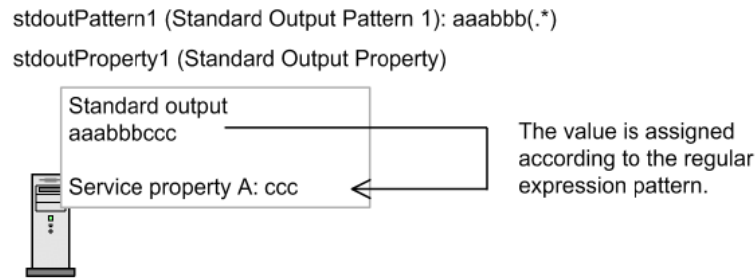 stdoutPattern1 (Standard Output Pattern 1): aaabbb(.*)
stdoutProperty1 (Standard Output Property)
Standard output
aaabbbccc
Service property A: ccc
The value is assigned
according to the regular
expression pattern.